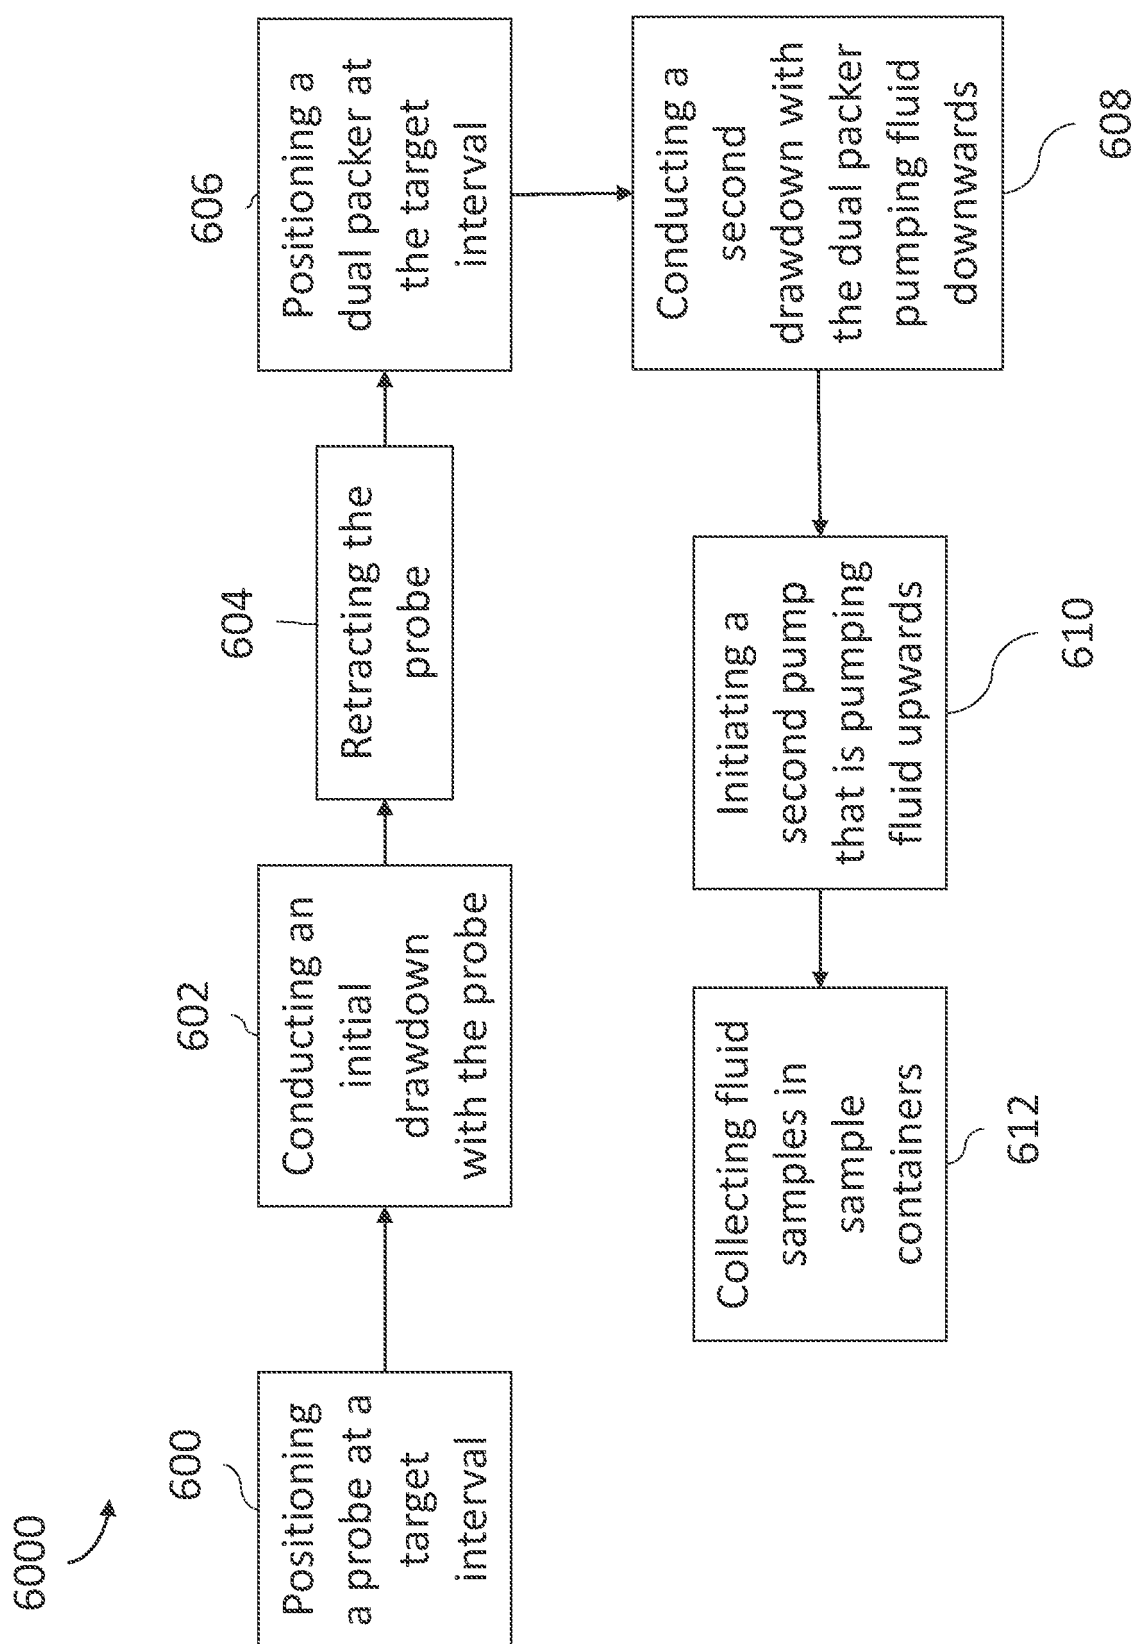 6000
600
Positioning
a probe at a
target
interval
602
Conducting an
initial
drawdown
with the probe
604
Retracting the
probe
606
Positioning a
dual packer at
the target
interval
Conducting a
second
drawdown with
the dual packer
pumping fluid
downwards
608
Initiating a
second pump
that is pumping
fluid upwards
610
Collecting fluid
samples in
sample
containers
612